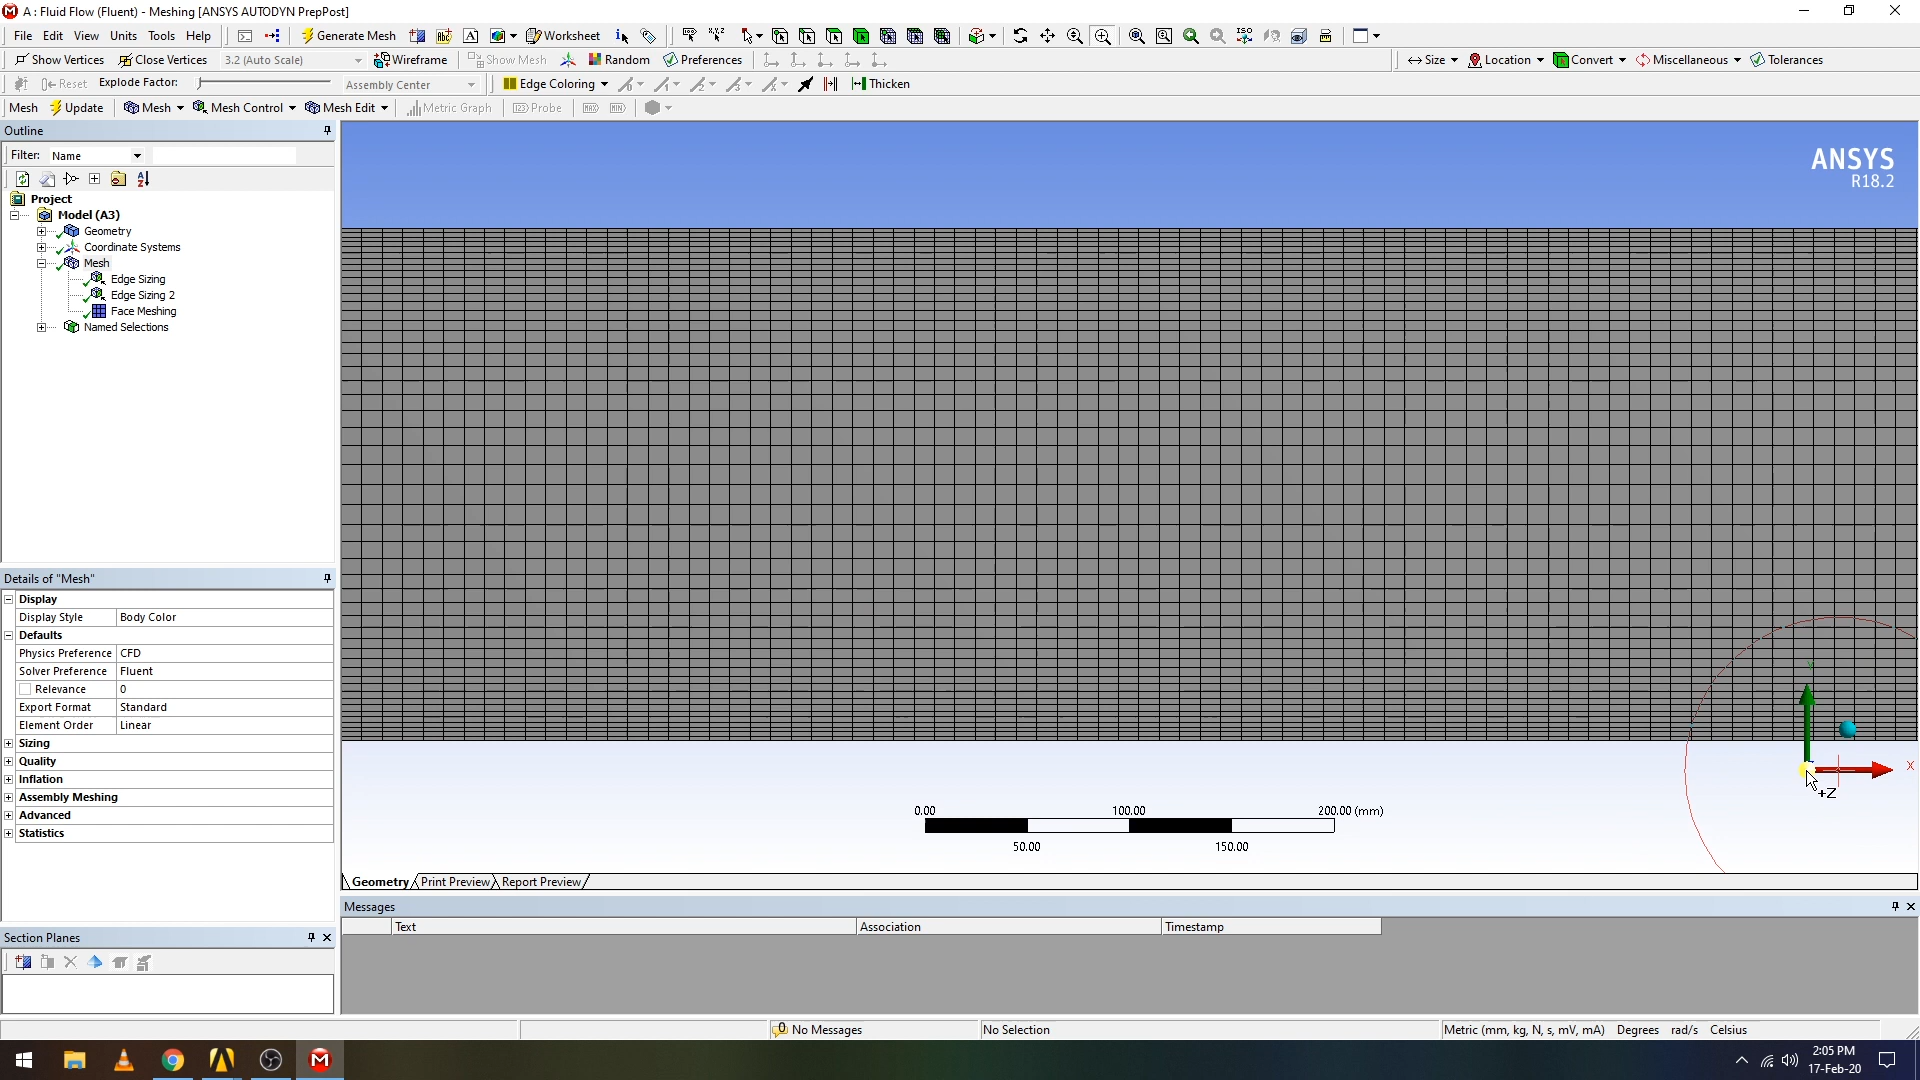 A : Fluid Flow (Fluent) - Meshing [ANSYS AUTODYN PrepPost]
File Edit View Units Tools Help Generate Mesh Worksheet
Show Vertices Close Vertices 3.2 (Auto Scale) Wireframe Show Mesh Random Preferences Size Location Convert Miscellaneous Tolerances
Reset Explode Factor: Assembly Center Edge Coloring Thicken
Mesh Update Mesh Mesh Control Mesh Edit Metric Graph Probe
Outline
Filter: Name
Project
Model (A3)
Geometry
Coordinate Systems
Mesh
Edge Sizing
Edge Sizing 2
Face Meshing
Named Selections
Details of "Mesh"
Display
Display Style Body Color
Defaults
Physics Preference CFD
Solver Preference Fluent
Relevance 0
Export Format Standard
Element Order Linear
Sizing
Quality
Inflation
Assembly Meshing
Advanced
Statistics
Section Planes
ANSYS
R18.2
Y
X
+Z
0.00 100.00 200.00 (mm)
50.00 150.00
Geometry Print Preview Report Preview
Messages
Text Association Timestamp
0 No Messages No Selection Metric (mm, kg, N, s, mV, mA) Degrees rad/s Celsius
2:05 PM
17-Feb-20